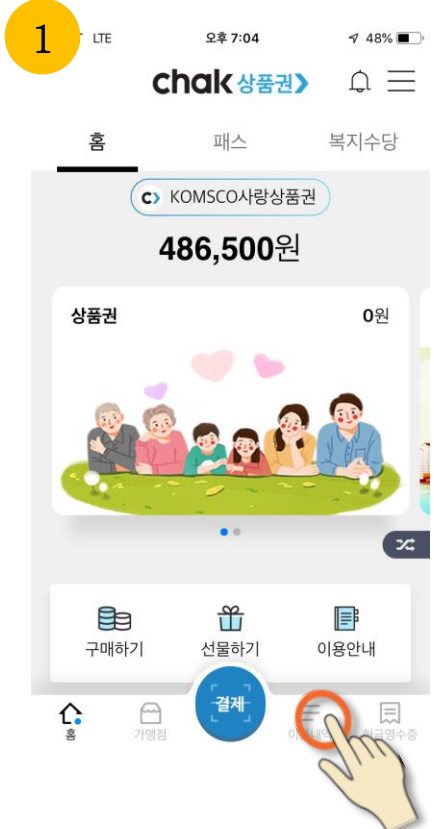 1
LTE 오후 7:04 48%
chak 상품권
홈 패스 복지수당
KOMSCO사랑상품권
486,500원
상품권 0원
구매하기 선물하기 이용안내
결제
홈 가맹점